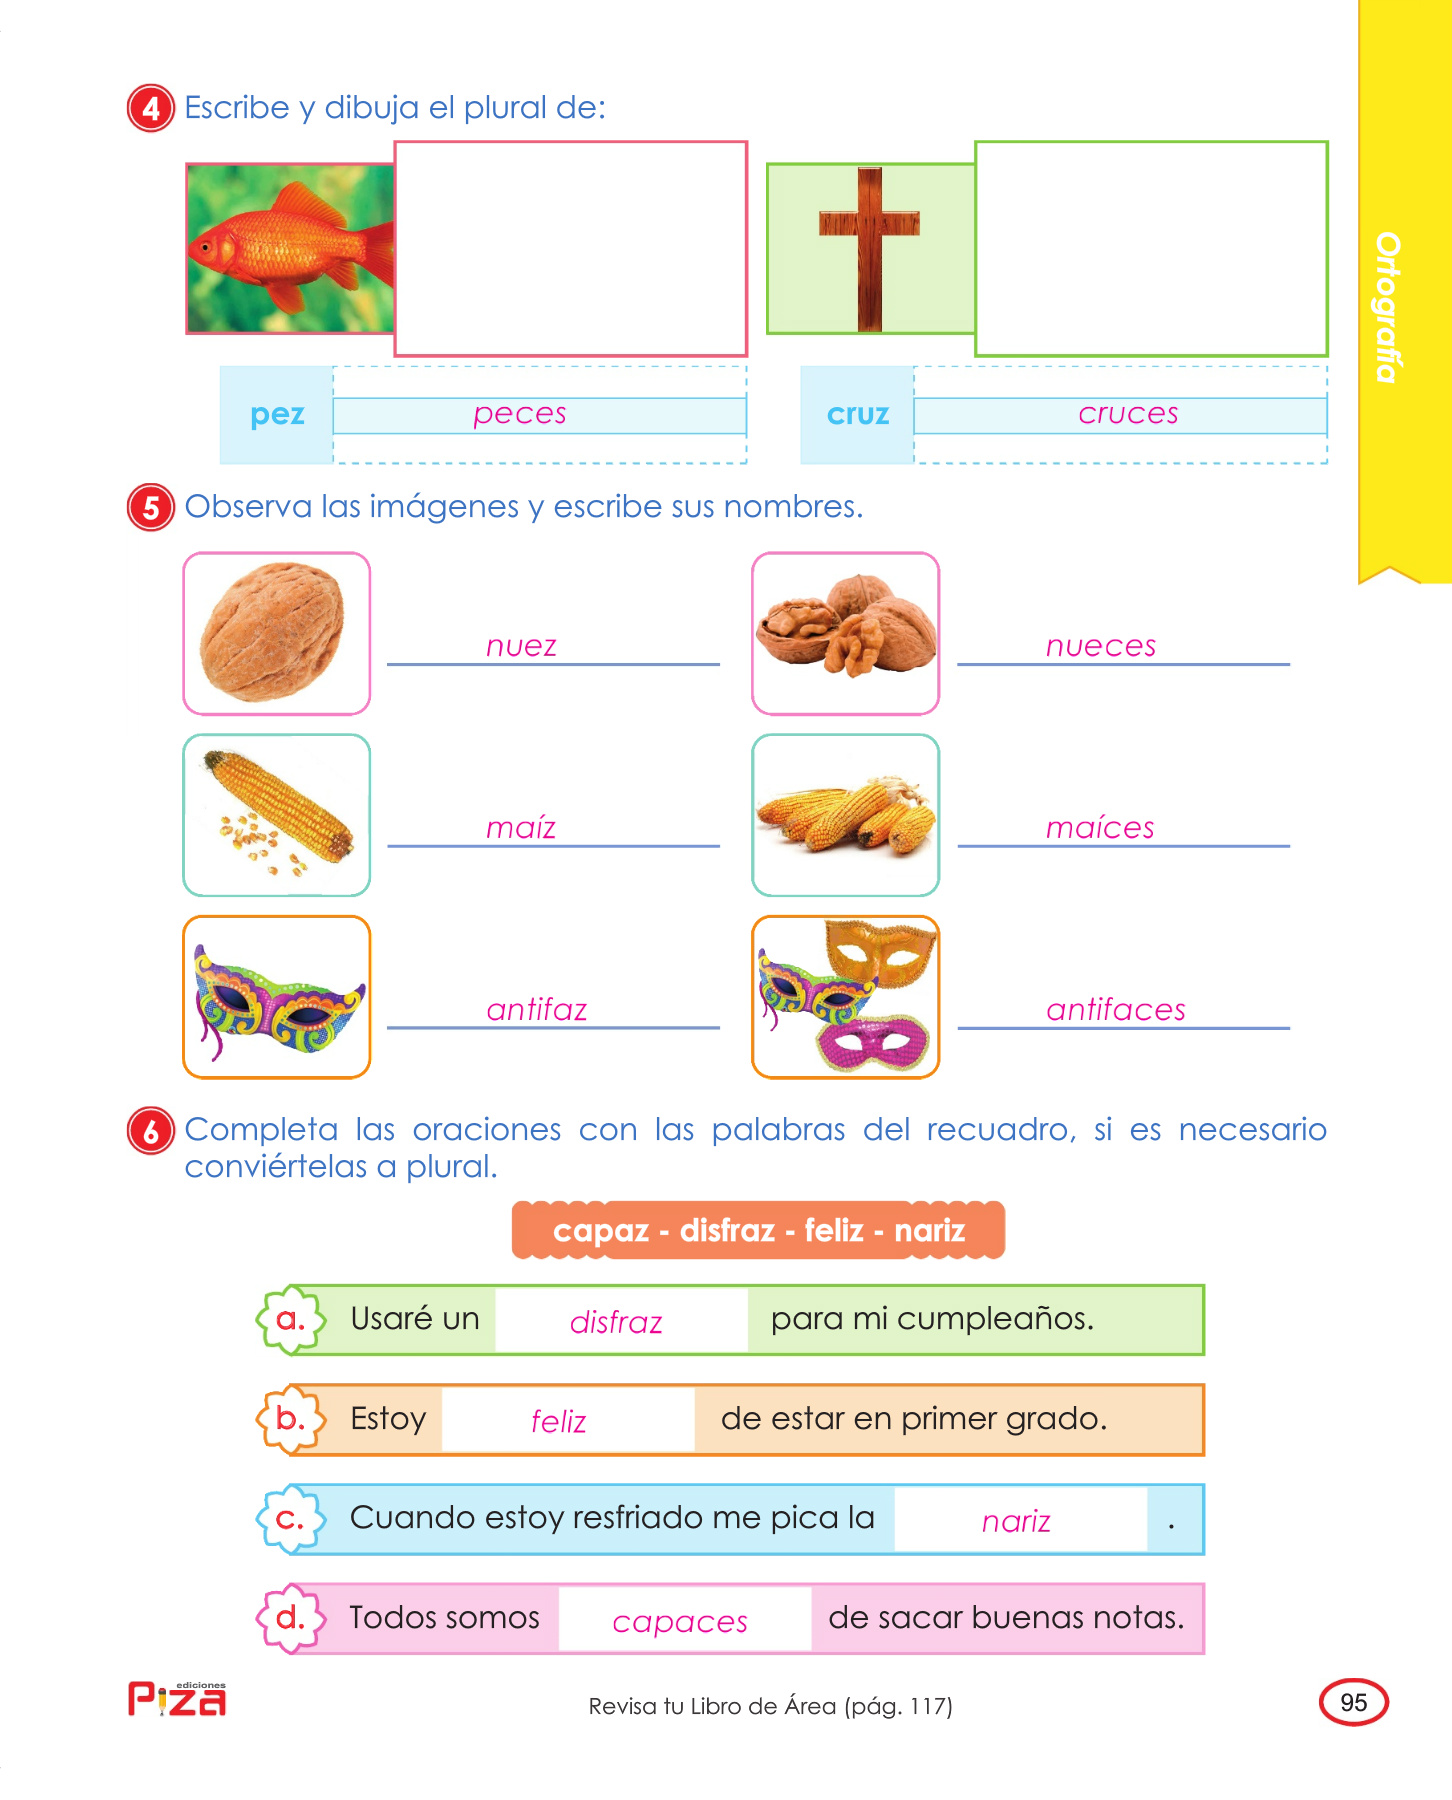 4 Escribe y dibuja el plural de:
pez peces cruz cruces
Ortografía
5 Observa las imágenes y escribe sus nombres.
nuez nueces
maíz maíces
antifaz antifaces
6 Completa las oraciones con las palabras del recuadro, si es necesario
conviértelas a plural.
capaz - disfraz - feliz - nariz
a. Usaré un disfraz para mi cumpleaños.
b. Estoy feliz de estar en primer grado.
c. Cuando estoy resfriado me pica la nariz .
d. Todos somos capaces de sacar buenas notas.
ediciones
Piza
Revisa tu Libro de Área (pág. 117)
95